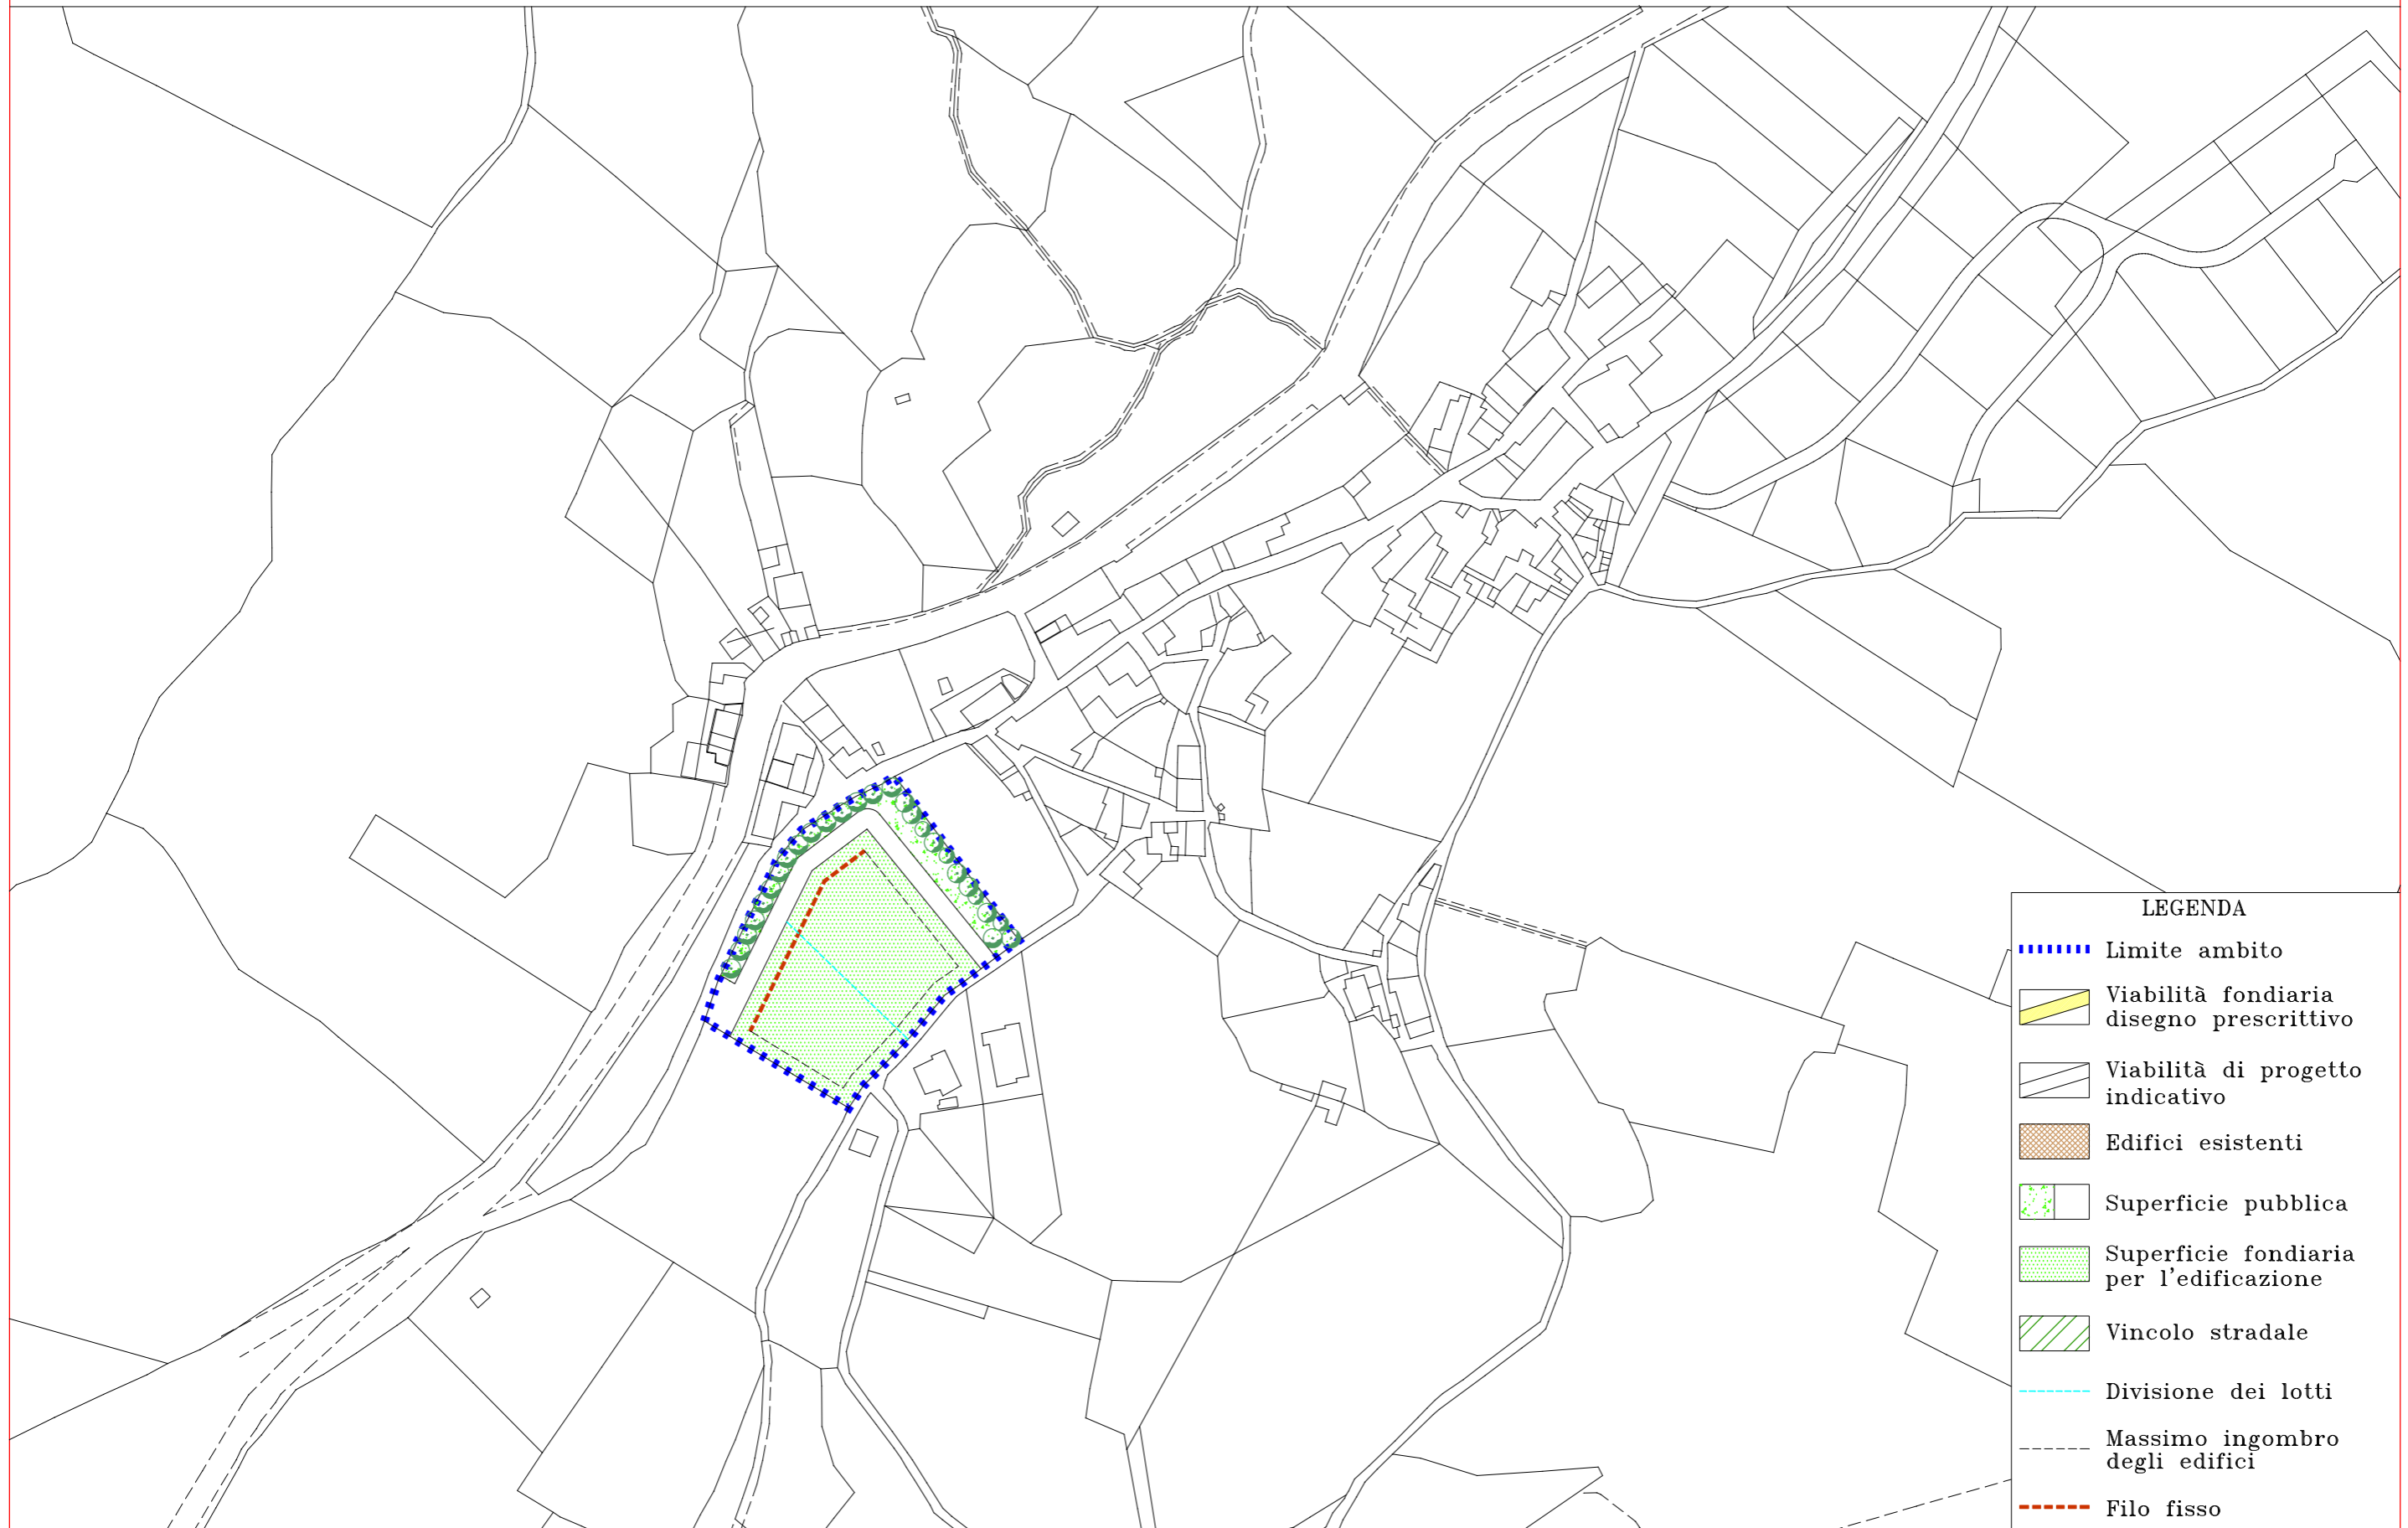 LEGENDA
Limite ambito
Viabilità fondiaria
disegno prescrittivo
Viabilità di progetto
indicativo
Edifici esistenti
Superficie pubblica
Superficie fondiaria
per l'edificazione
Vincolo stradale
Divisione dei lotti
Massimo ingombro
degli edifici
Filo fisso